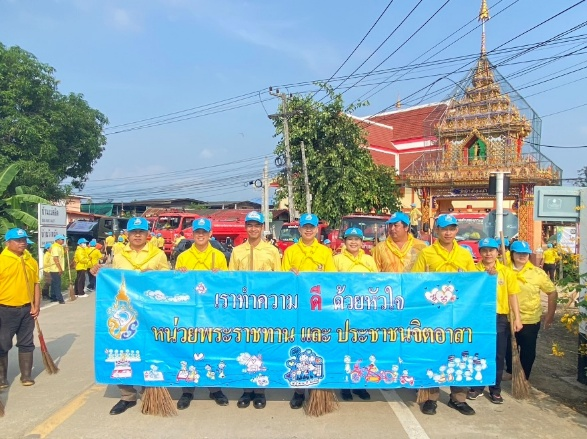 เราทำความ ดี ด้วยหัวใจ
หน่วยพระราชทาน และ ประชาชนจิตอาสา